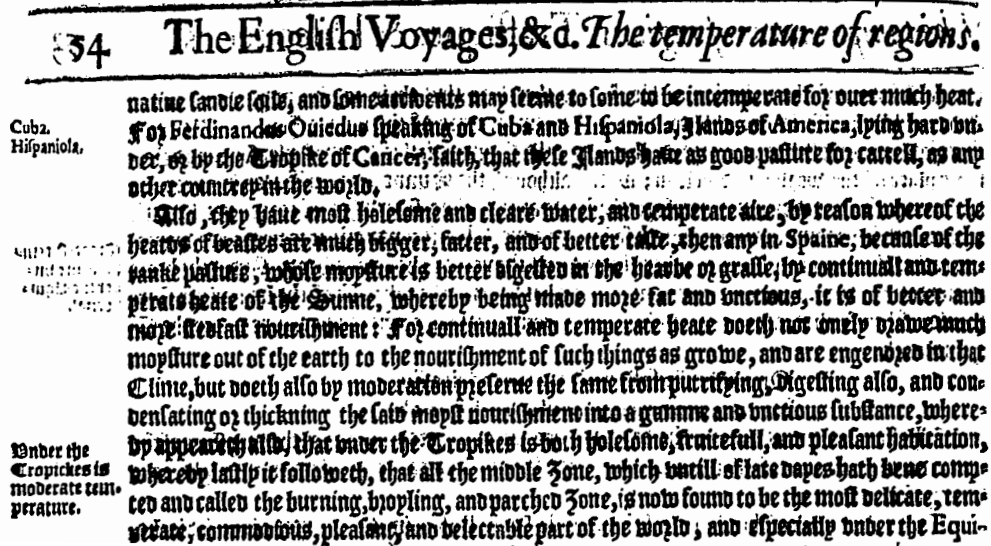 54 The English Voyages, &c. The temperature of regions.
natiue sandie soile, and some accidents may seeme to some to be intemperate for ouer much heat.
Cuba. Hispaniola.
For Ferdinandus Ouiedus speaking of Cuba and Hispaniola, Ilands of America, lying hard vn-
der, or by the Tropike of Cancer, saith, that these Ilands haue as good pasture for cattell, as any
other countrey in the world.
Also, they haue most holesome and cleare water, and temperate aire, by reason whereof the
heards of beastes are much bigger, fatter, and of better taste, then any in Spaine, because of the
ranke pasture, whose moysture is better digested in the hearbe or grasse, by continuall and tem-
perate heate of the Sunne, whereby being made more fat and vnctious, it is of better and
more stedfast nourishment: For continuall and temperate heate doeth not onely drawe much
moysture out of the earth to the nourishment of such things as growe, and are engendred in that
Clime, but doeth also by moderation preserue the same from putrifying, digesting also, and con-
densating or thickning the said moyst nourishment into a gumme and vnctious substance, where-
Vnder the Tropickes is moderate tem-perature.
by appeareth also, that vnder the Tropikes is both holesome, fruitefull, and pleasant habitation,
whereby lastly it followeth, that all the middle Zone, which vntill of late dayes hath bene comp-
ted and called the burning, broyling, and parched Zone, is now found to be the most delicate, tem-
perate, commodious, pleasant, and delectable part of the world, and especially vnder the Equi-